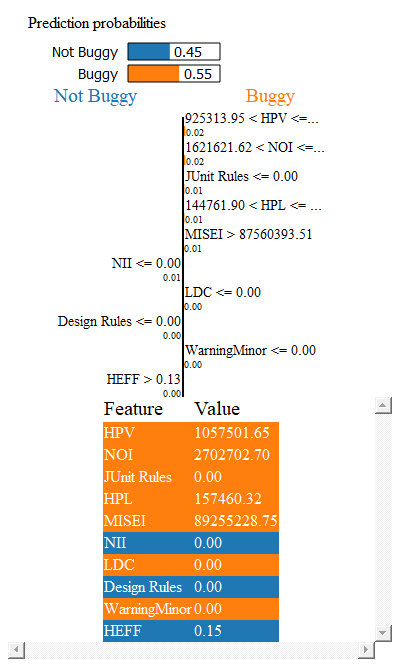 Prediction probabilities
Not Buggy 0.45
Buggy 0.55
Not Buggy Buggy
925313.95 < HPV <=...
0.02
1621621.62 < NOI <=...
0.02
JUnit Rules <= 0.00
0.01
144761.90 < HPL <= ...
0.01
MISEI > 87560393.51
0.01
NII <= 0.00
0.01
LDC <= 0.00
0.00
Design Rules <= 0.00
0.00
WarningMinor <= 0.00
0.00
HEFF > 0.13
0.00
Feature Value
HPV 1057501.65
NOI 2702702.70
JUnit Rules 0.00
HPL 157460.32
MISEI 89255228.75
NII 0.00
LDC 0.00
Design Rules 0.00
WarningMinor 0.00
HEFF 0.15